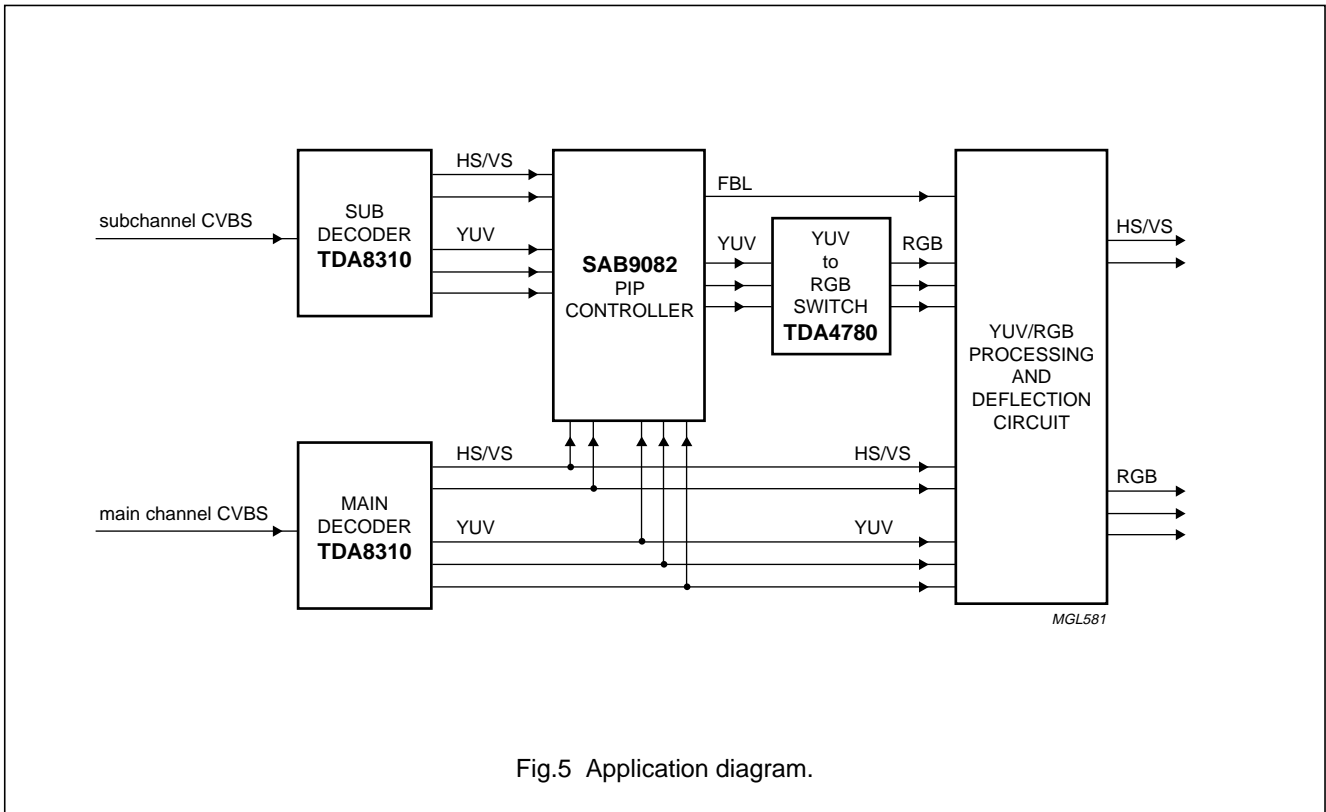 subchannel CVBS
SUB
DECODER
TDA8310
HS/VS
YUV
SAB9082
PIP
CONTROLLER
FBL
YUV
YUV
to
RGB
SWITCH
TDA4780
RGB
YUV/RGB
PROCESSING
AND
DEFLECTION
CIRCUIT
HS/VS
RGB
main channel CVBS
MAIN
DECODER
TDA8310
HS/VS
HS/VS
YUV
YUV
MGL581
Fig.5 Application diagram.